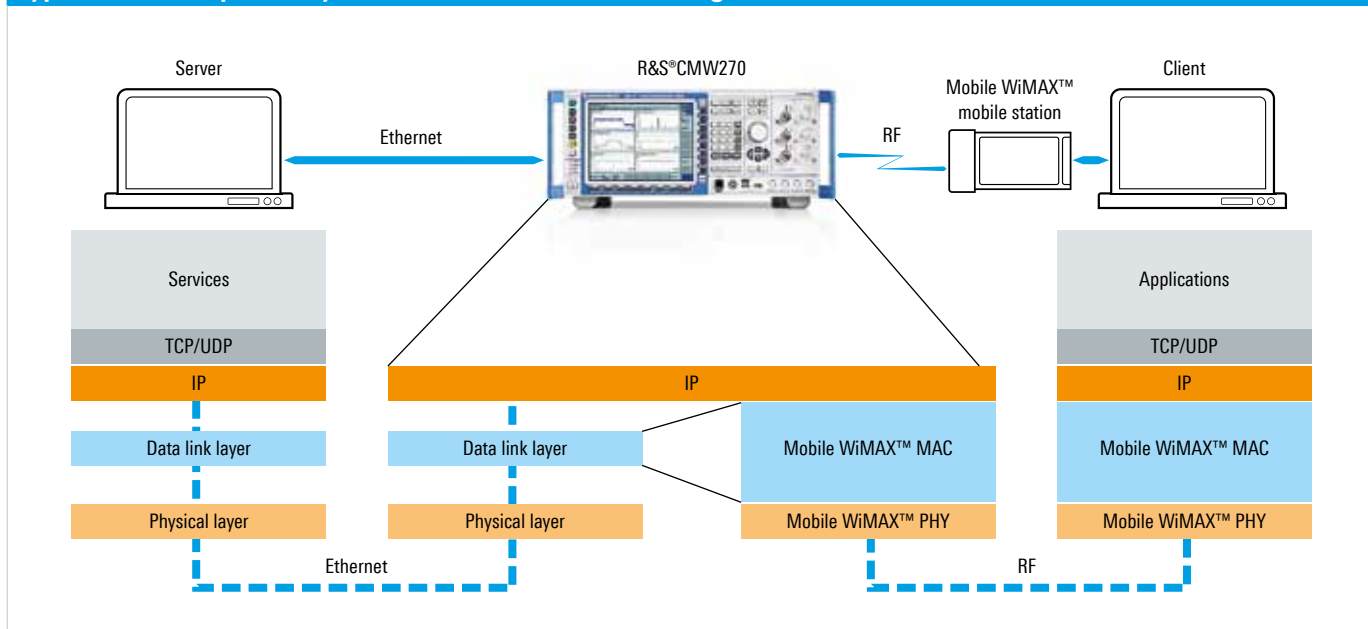 Server
R&S®CMW270
Client
Mobile WiMAX™
mobile station
Ethernet
RF
Services
Applications
TCP/UDP
TCP/UDP
IP
IP
IP
Data link layer
Data link layer
Mobile WiMAX™ MAC
Mobile WiMAX™ MAC
Physical layer
Physical layer
Mobile WiMAX™ PHY
Mobile WiMAX™ PHY
Ethernet
RF